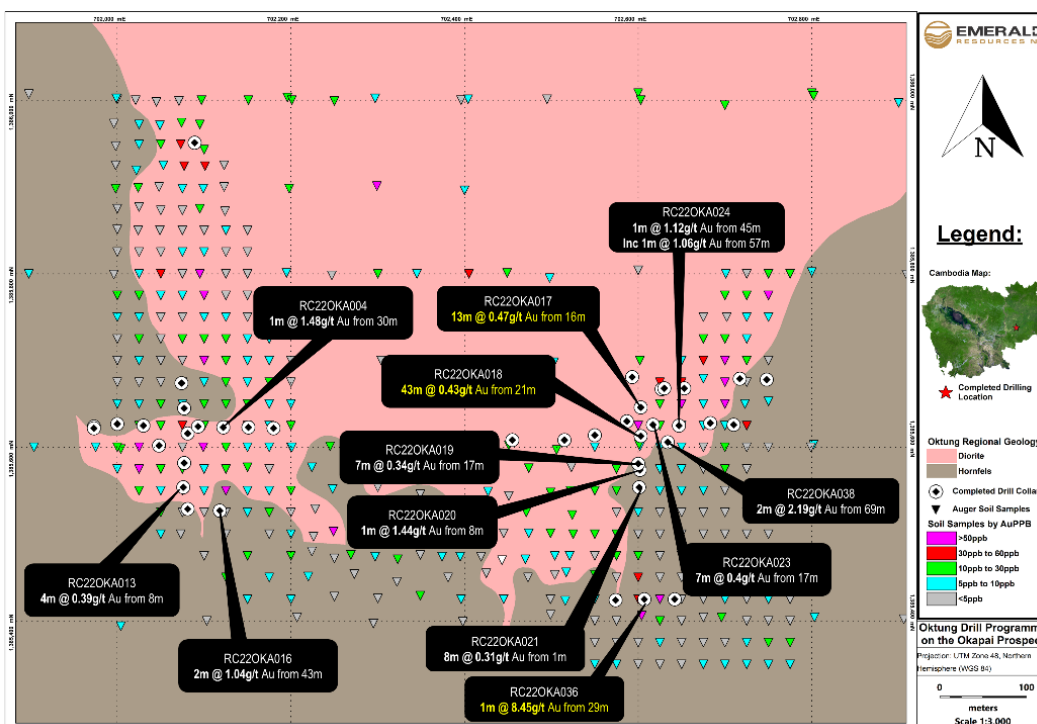 702,000 mE
702,200 mE
702,400 mE
702,600 mE
702,800 mE
RC22OKA024
1m @ 1.12g/t Au from 45m
Inc 1m @ 1.06g/t Au from 57m
RC22OKA004
1m @ 1.48g/t Au from 30m
RC22OKA017
13m @ 0.47g/t Au from 16m
RC22OKA018
43m @ 0.43g/t Au from 21m
RC22OKA019
7m @ 0.34g/t Au from 17m
RC22OKA020
1m @ 1.44g/t Au from 8m
RC22OKA038
2m @ 2.19g/t Au from 69m
RC22OKA023
7m @ 0.4g/t Au from 17m
RC22OKA013
4m @ 0.39g/t Au from 8m
RC22OKA016
2m @ 1.04g/t Au from 43m
RC22OKA021
8m @ 0.31g/t Au from 1m
RC22OKA036
1m @ 8.45g/t Au from 29m
EMERALD
RESOURCES N
N
Legend:
Cambodia Map:
Completed Drilling
Location
Oktung Regional Geology
Diorite
Hornfels
Completed Drill Colla
Auger Soil Samples
Soil Samples by AuPPB
>50ppb
30ppb to 60ppb
10ppb to 30ppb
5ppb to 10ppb
<5ppb
Oktung Drill Programm
on the Okapai Prospe
Projection: UTM Zone 48, Northern
Hemisphere (WGS 84)
0 100
meters
Scale 1:3,000